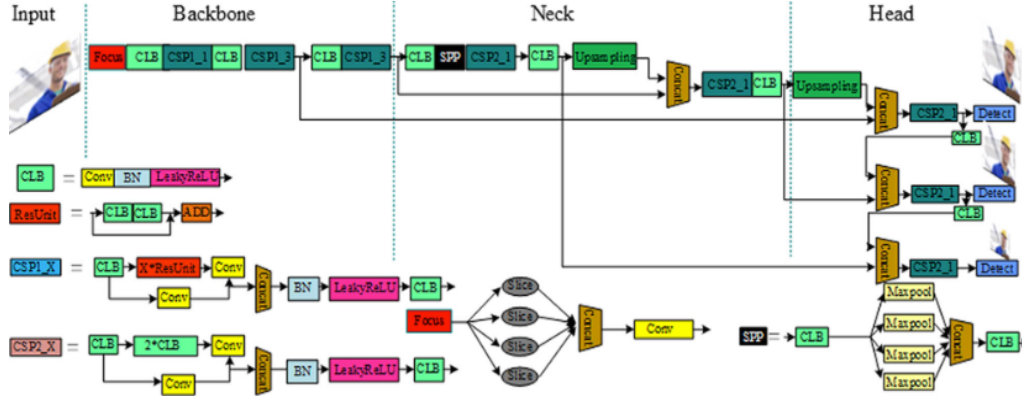 Input Backbone Neck Head
Focus CLB CSP1_1 CLB CSP1_3 CLB CSP1_3 CLB SPP CSP2_1 CLB Upsampling
Concat CSP2_1 CLB Upsampling
Concat CSP2_1 Detect
CLB
CLB = Conv BN LeakyReLU
Concat CSP2_1 Detect
CLB
ResUnit = CLB CLB ADD
Concat CSP2_1 Detect
CSP1_X = CLB X*ResUnit Conv
Conv
Concat BN LeakyReLU CLB
Focus Slice
Slice
Slice
Slice
Concat Conv
SPP = CLB Maxpool
Maxpool
Maxpool
Maxpool
Concat CLB
CSP2_X = CLB 2*CLB Conv
Conv
Concat BN LeakyReLU CLB